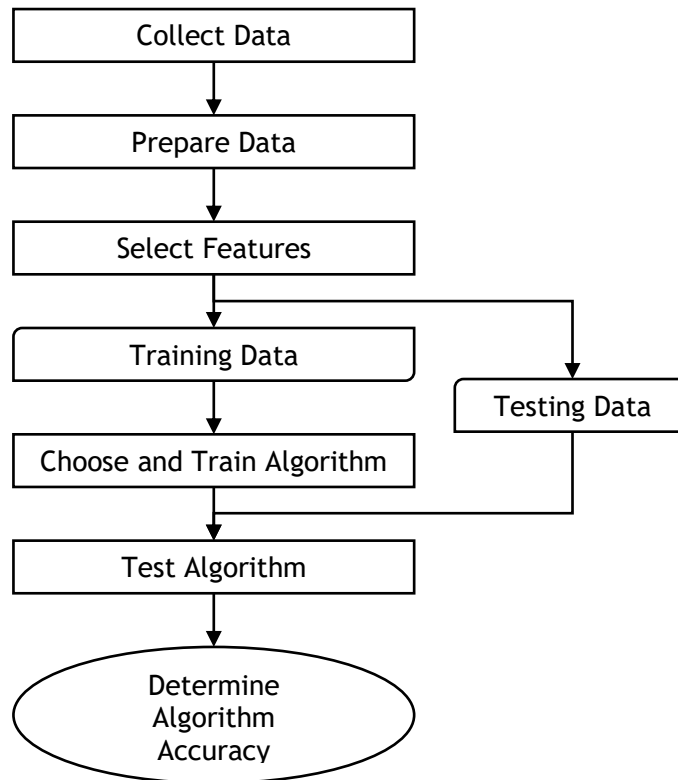 Collect Data
Prepare Data
Select Features
Training Data
Testing Data
Choose and Train Algorithm
Test Algorithm
Determine
Algorithm
Accuracy